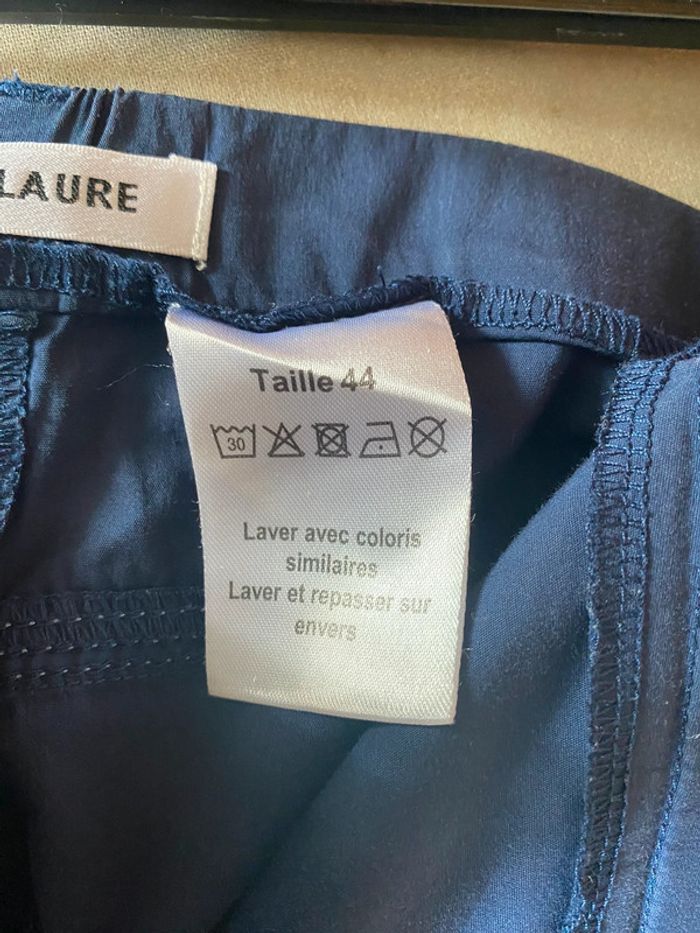 LAURE
Taille 44
30
Laver avec coloris
similaires
Laver et repasser sur
envers